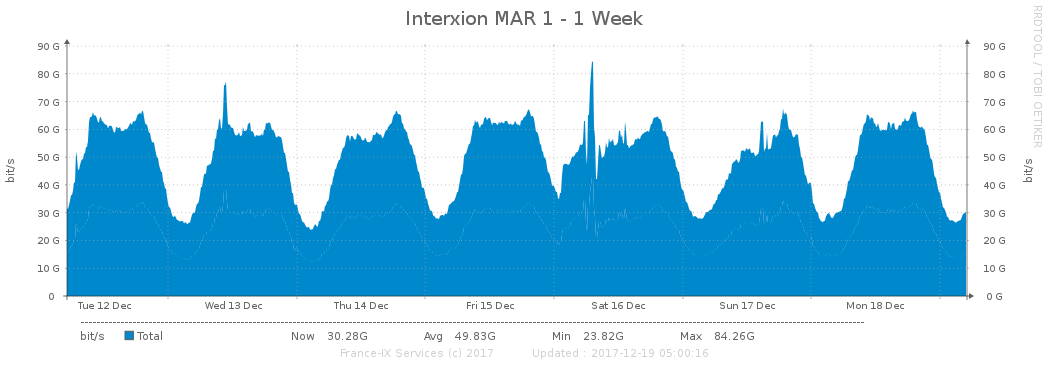 Interxion MAR 1 - 1 Week
RRDTOOL / TOBI OETIKER
90 G 90 G
80 G 80 G
70 G 70 G
60 G 60 G
50 G 50 G
40 G 40 G
30 G 30 G
20 G 20 G
10 G 10 G
0 0 G
bit/s
bit/s
Tue 12 Dec Wed 13 Dec Thu 14 Dec Fri 15 Dec Sat 16 Dec Sun 17 Dec Mon 18 Dec
bit/s Total Now 30.28G Avg 49.83G Min 23.82G Max 84.26G
France-IX Services (c) 2017 Updated : 2017-12-19 05:00:16